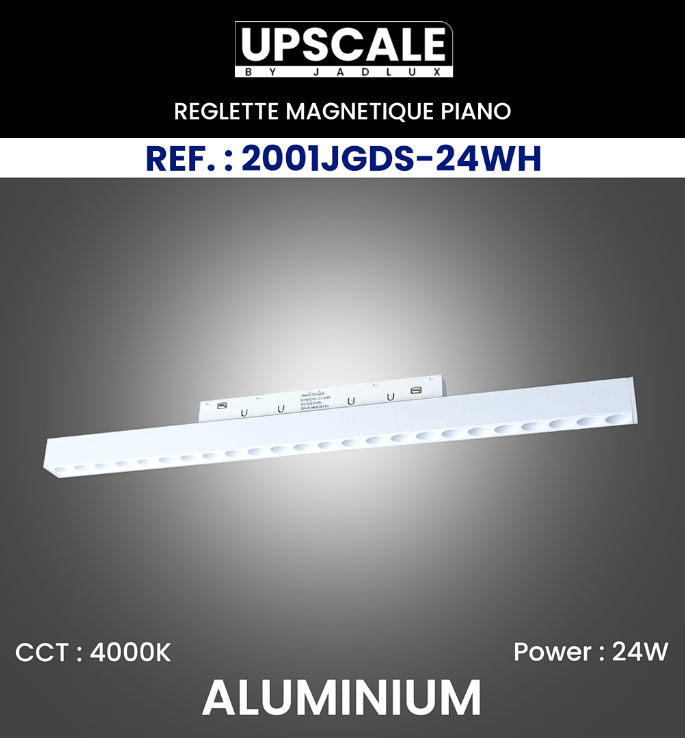 UPSCALE
BY JADLUX
REGLETTE MAGNETIQUE PIANO
REF. : 2001JGDS-24WH
CCT : 4000K
Power : 24W
ALUMINIUM